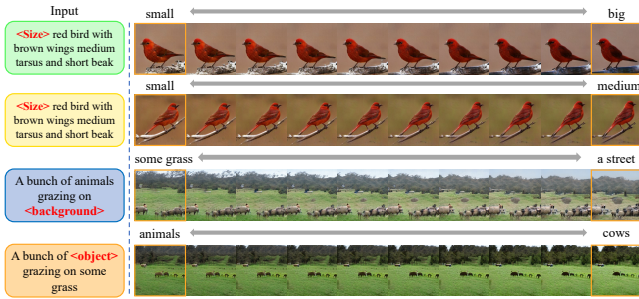 Input
small
big
<Size> red bird with
brown wings medium
tarsus and short beak
small
medium
<Size> red bird with
brown wings medium
tarsus and short beak
some grass
a street
A bunch of animals
grazing on
<background>
animals
cows
A bunch of <object>
grazing on some
grass